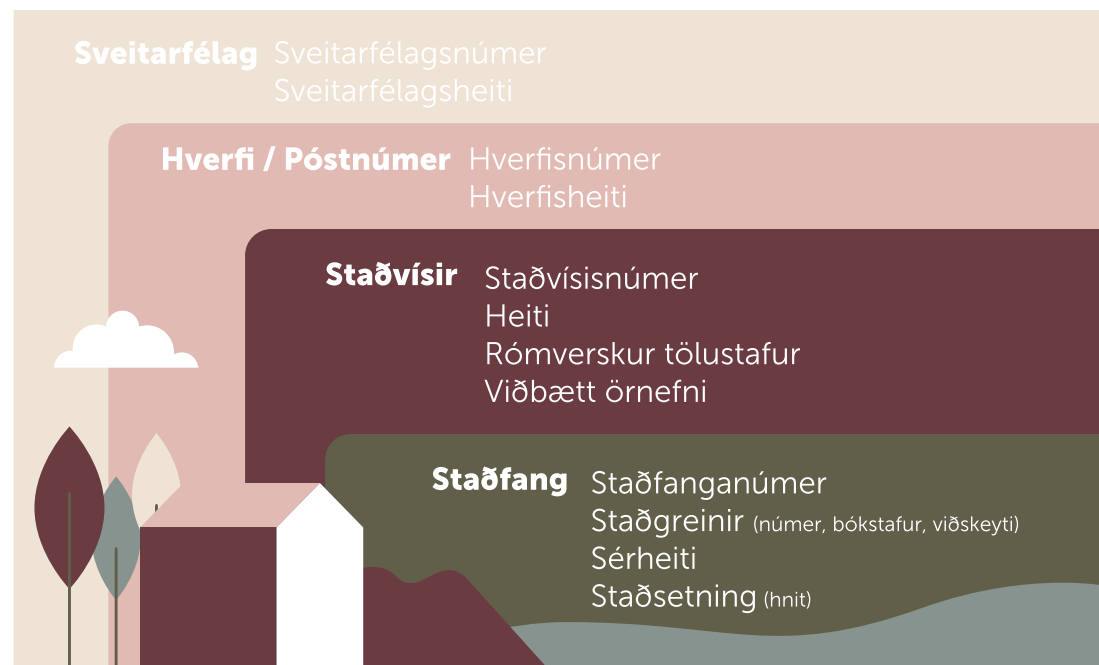 Sveitarfélag Sveitarfélagsnúmer
Sveitarfélagsheiti
Hverfi / Póstnúmer Hverfisnúmer
Hverfisheiti
Staðvísir Staðvísisnúmer
Heiti
Rómverskur tölustafur
Viðbætt örnefni
Staðfang Staðfanganúmer
Staðgreinir (númer, bókstafur, viðskeyti)
Sérheiti
Staðsetning (hnit)